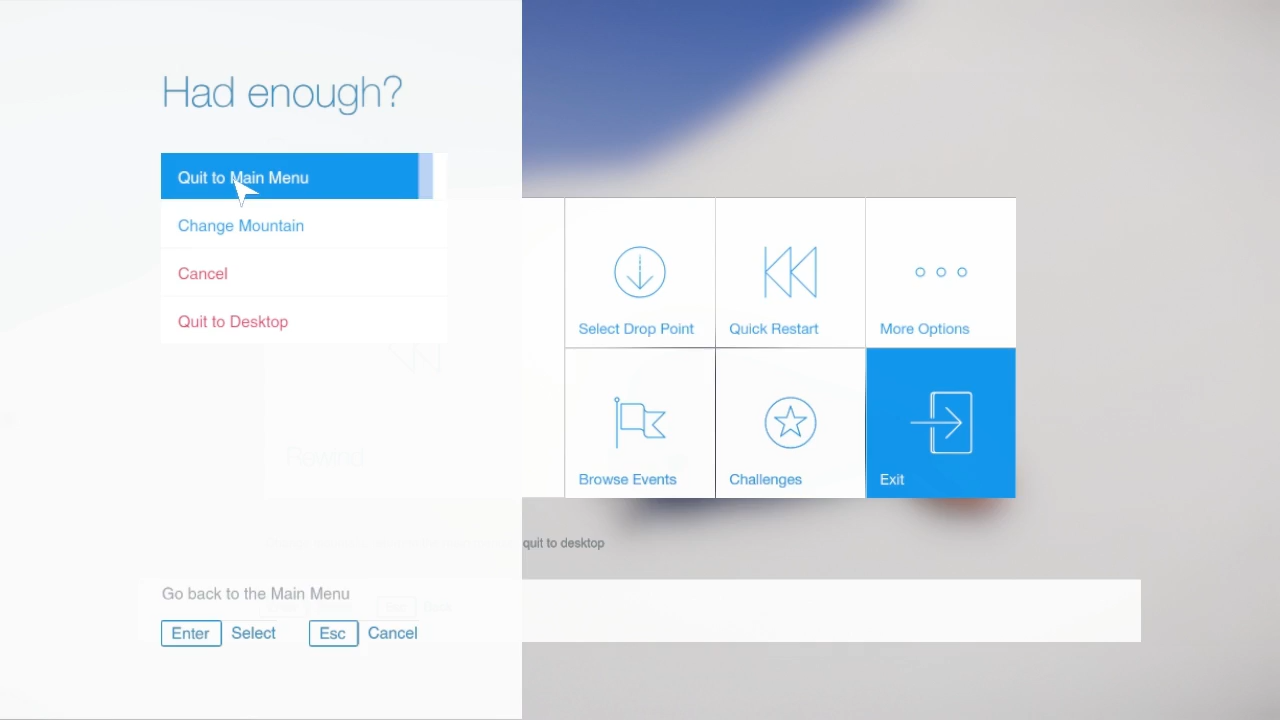 Had enough?
Quit to Main Menu
Change Mountain
Cancel
Quit to Desktop
Select Drop Point
Quick Restart
More Options
Rewind
Browse Events
Challenges
Exit
quit to desktop
Go back to the Main Menu
Enter Select Esc Cancel